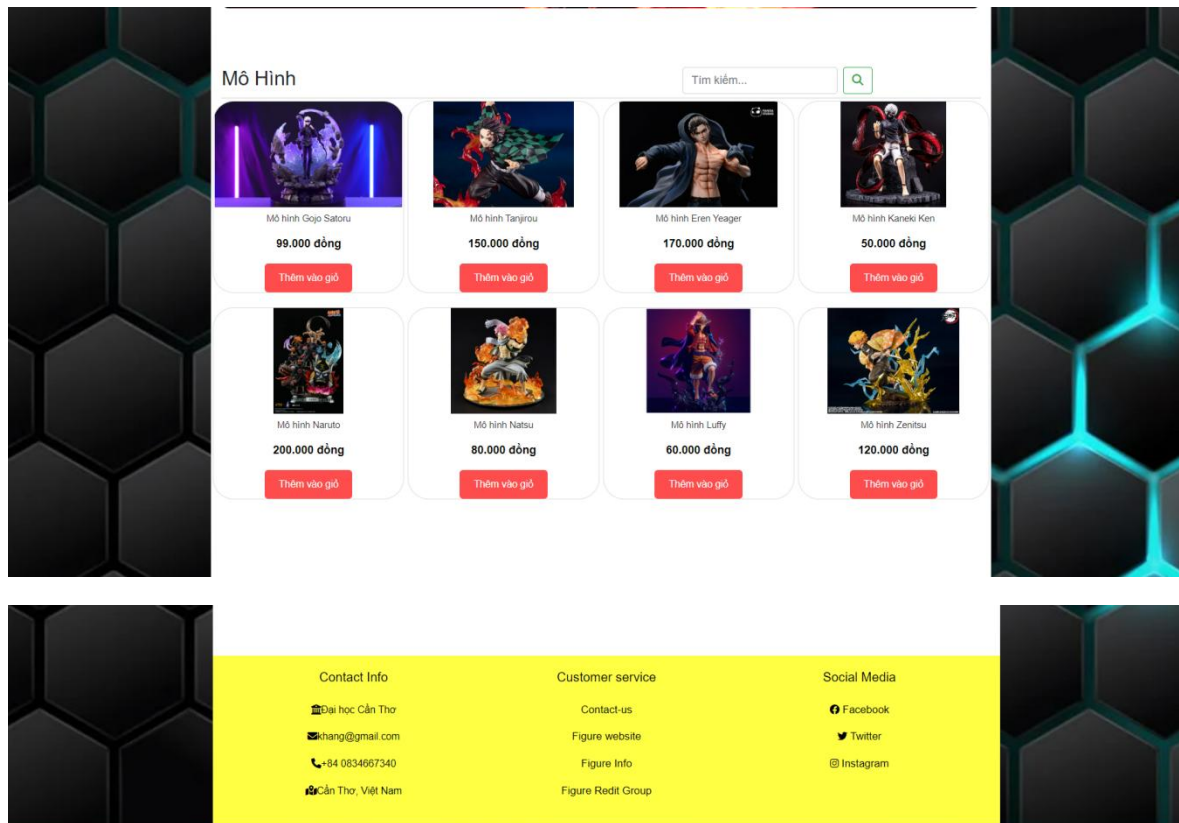 Mô Hình
Tìm kiếm...
Mô hình Gojo Satoru
Mô hình Tanjirou
Mô hình Eren Yeager
Mô hình Kaneki Ken
99.000 đồng
150.000 đồng
170.000 đồng
50.000 đồng
Thêm vào giỏ
Thêm vào giỏ
Thêm vào giỏ
Thêm vào giỏ
Mô hình Naruto
Mô hình Natsu
Mô hình Luffy
Mô hình Zenitsu
200.000 đồng
80.000 đồng
60.000 đồng
120.000 đồng
Thêm vào giỏ
Thêm vào giỏ
Thêm vào giỏ
Thêm vào giỏ
Contact Info
Customer service
Social Media
Đại học Cần Thơ
Contact-us
Facebook
khang@gmail.com
Figure website
Twitter
+84 0834667340
Figure Info
Instagram
Cần Thơ, Việt Nam
Figure Redit Group